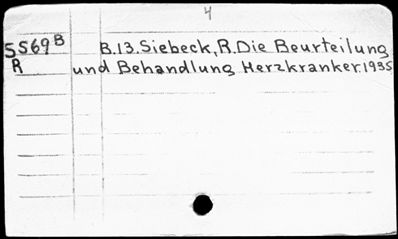 4
5569B B.13.Siebeck,R.Die Beurteilung
R und Behandlung Herzkranker.1935